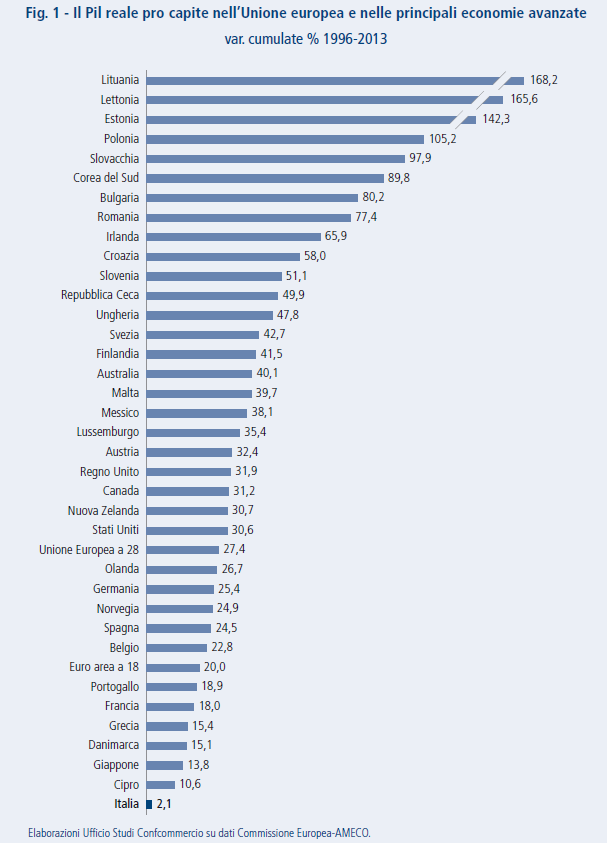 Fig. 1 - Il Pil reale pro capite nell’Unione europea e nelle principali economie avanzate
var. cumulate % 1996-2013
Lituania 168,2
Lettonia 165,6
Estonia 142,3
Polonia 105,2
Slovacchia 97,9
Corea del Sud 89,8
Bulgaria 80,2
Romania 77,4
Irlanda 65,9
Croazia 58,0
Slovenia 51,1
Repubblica Ceca 49,9
Ungheria 47,8
Svezia 42,7
Finlandia 41,5
Australia 40,1
Malta 39,7
Messico 38,1
Lussemburgo 35,4
Austria 32,4
Regno Unito 31,9
Canada 31,2
Nuova Zelanda 30,7
Stati Uniti 30,6
Unione Europea a 28 27,4
Olanda 26,7
Germania 25,4
Norvegia 24,9
Spagna 24,5
Belgio 22,8
Euro area a 18 20,0
Portogallo 18,9
Francia 18,0
Grecia 15,4
Danimarca 15,1
Giappone 13,8
Cipro 10,6
Italia 2,1
Elaborazioni Ufficio Studi Confcommercio su dati Commissione Europea-AMECO.